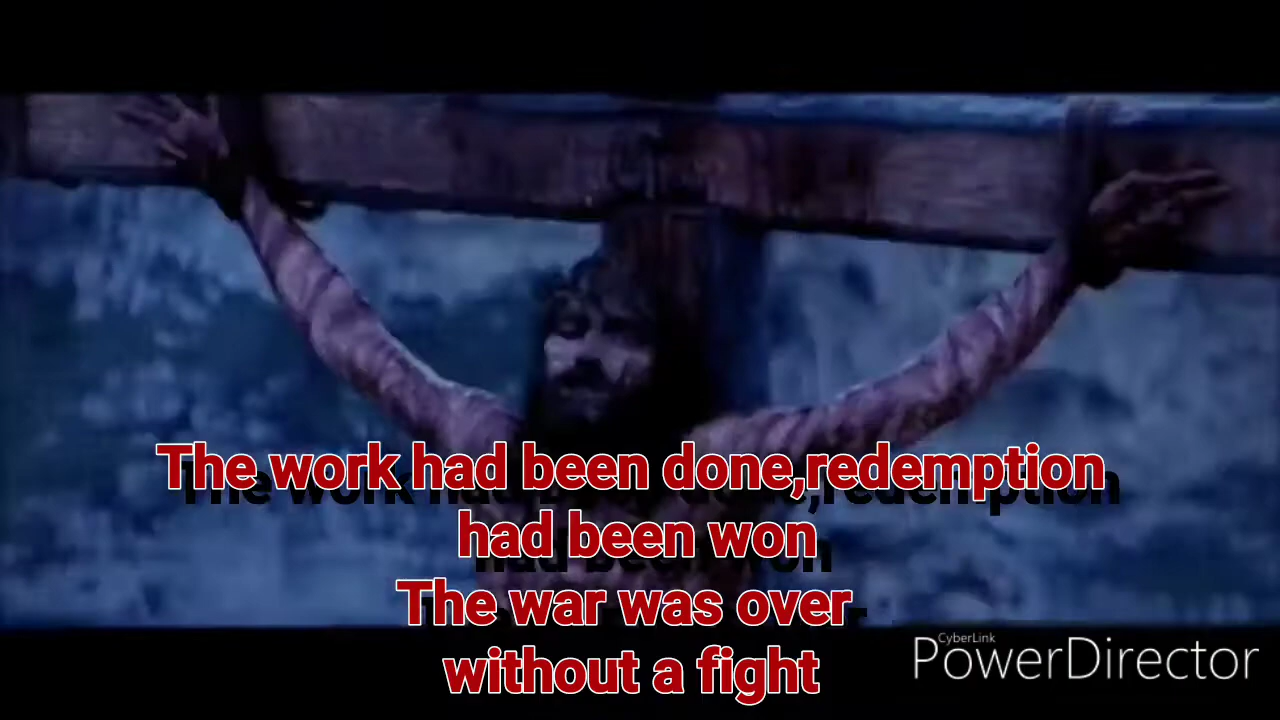 The work had been done,redemption
had been won
The war was over
without a fight
CyberLink
PowerDirector